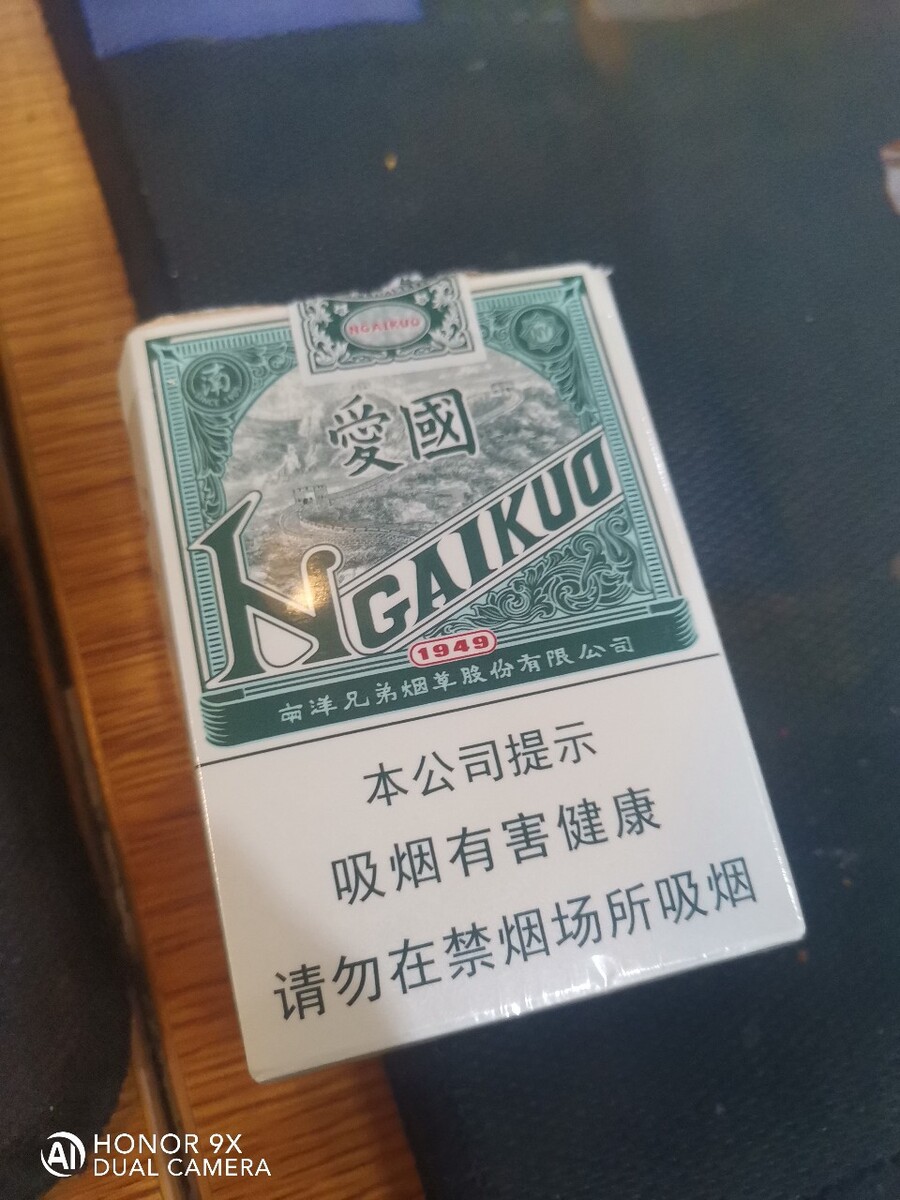 NGAIKUO
南
愛國
NGAIKUO
1949
南洋兄弟烟草股份有限公司
本公司提示
吸烟有害健康
请勿在禁烟场所吸烟
AI HONOR 9X
DUAL CAMERA